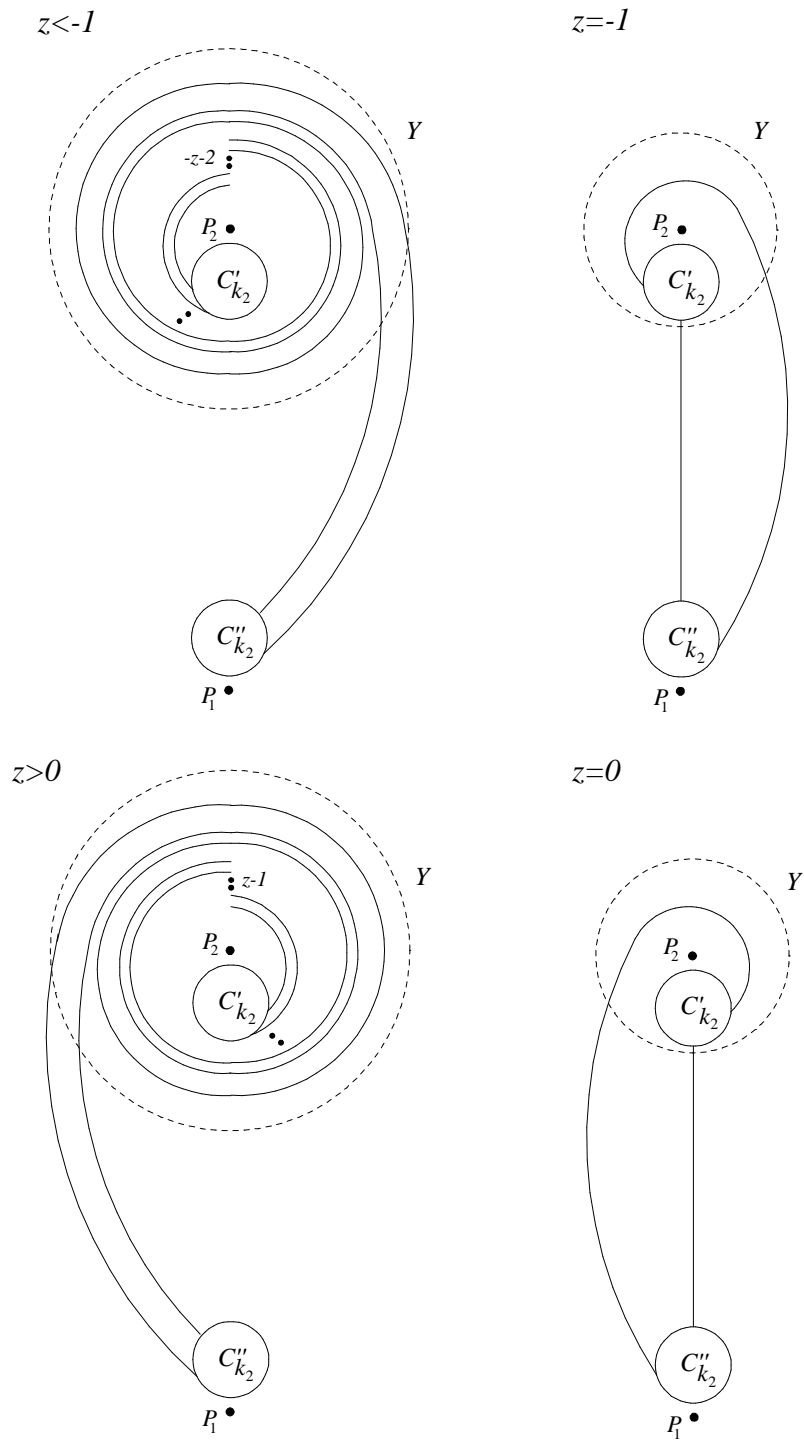 z<-1
z=-1
Y
Y
-z-2
P₂
P₂
C'ₖ₂
C'ₖ₂
C''ₖ₂
C''ₖ₂
P₁
P₁
z>0
z=0
Y
Y
z-1
P₂
P₂
C'ₖ₂
C'ₖ₂
C''ₖ₂
C''ₖ₂
P₁
P₁